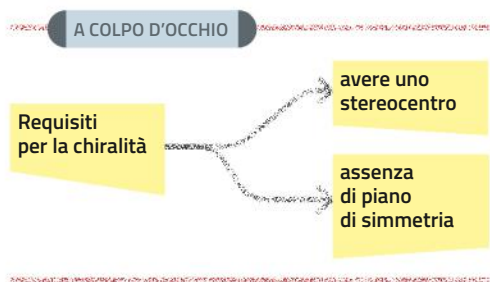 A COLPO D'OCCHIO
Requisiti
per la chiralità
avere uno
stereocentro
assenza
di piano
di simmetria